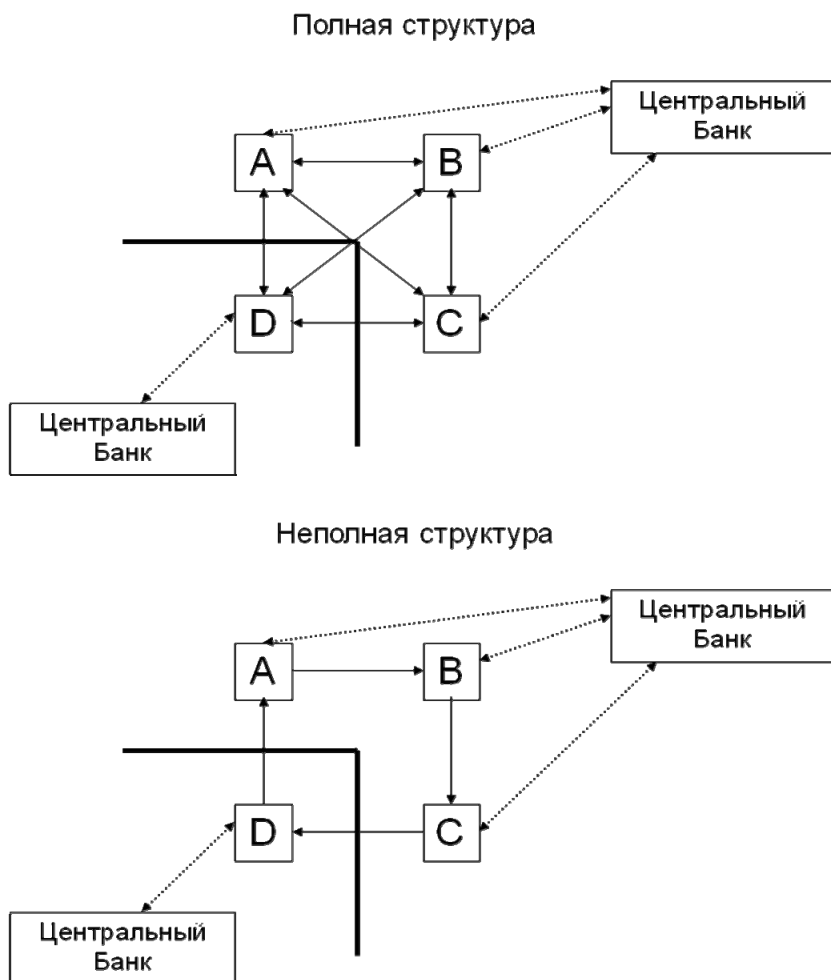 Полная структура
Центральный
Банк
A
B
D
C
Центральный
Банк
Неполная структура
Центральный
Банк
A
B
D
C
Центральный
Банк